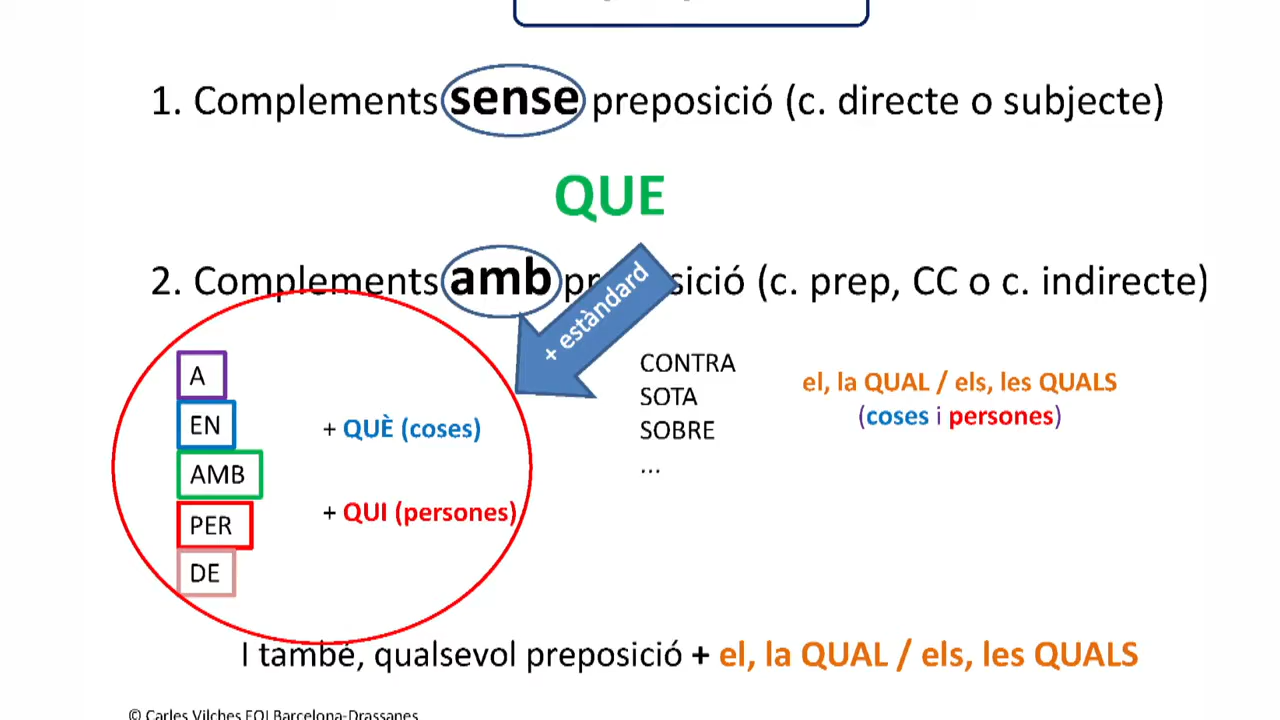 1. Complements sense preposició (c. directe o subjecte)
QUE
2. Complements amb preposició (c. prep, CC o c. indirecte)
+ estàndard
A
EN
AMB
PER
DE
+ QUÈ (coses)
+ QUI (persones)
CONTRA
SOTA
SOBRE
...
el, la QUAL / els, les QUALS
(coses i persones)
I també, qualsevol preposició + el, la QUAL / els, les QUALS
© Carles Vilches EOI Barcelona-Drassanes